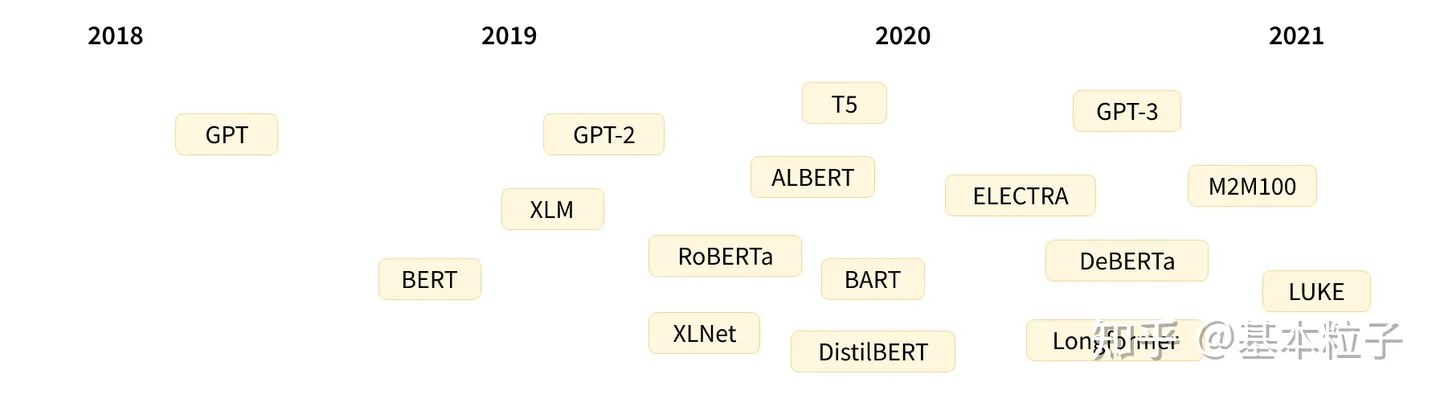 2018 2019 2020 2021
T5
GPT-3
GPT
GPT-2
ALBERT
M2M100
ELECTRA
XLM
RoBERTa
DeBERTa
BERT
BART
LUKE
XLNet
Longformer
知乎 @基本粒子
DistilBERT